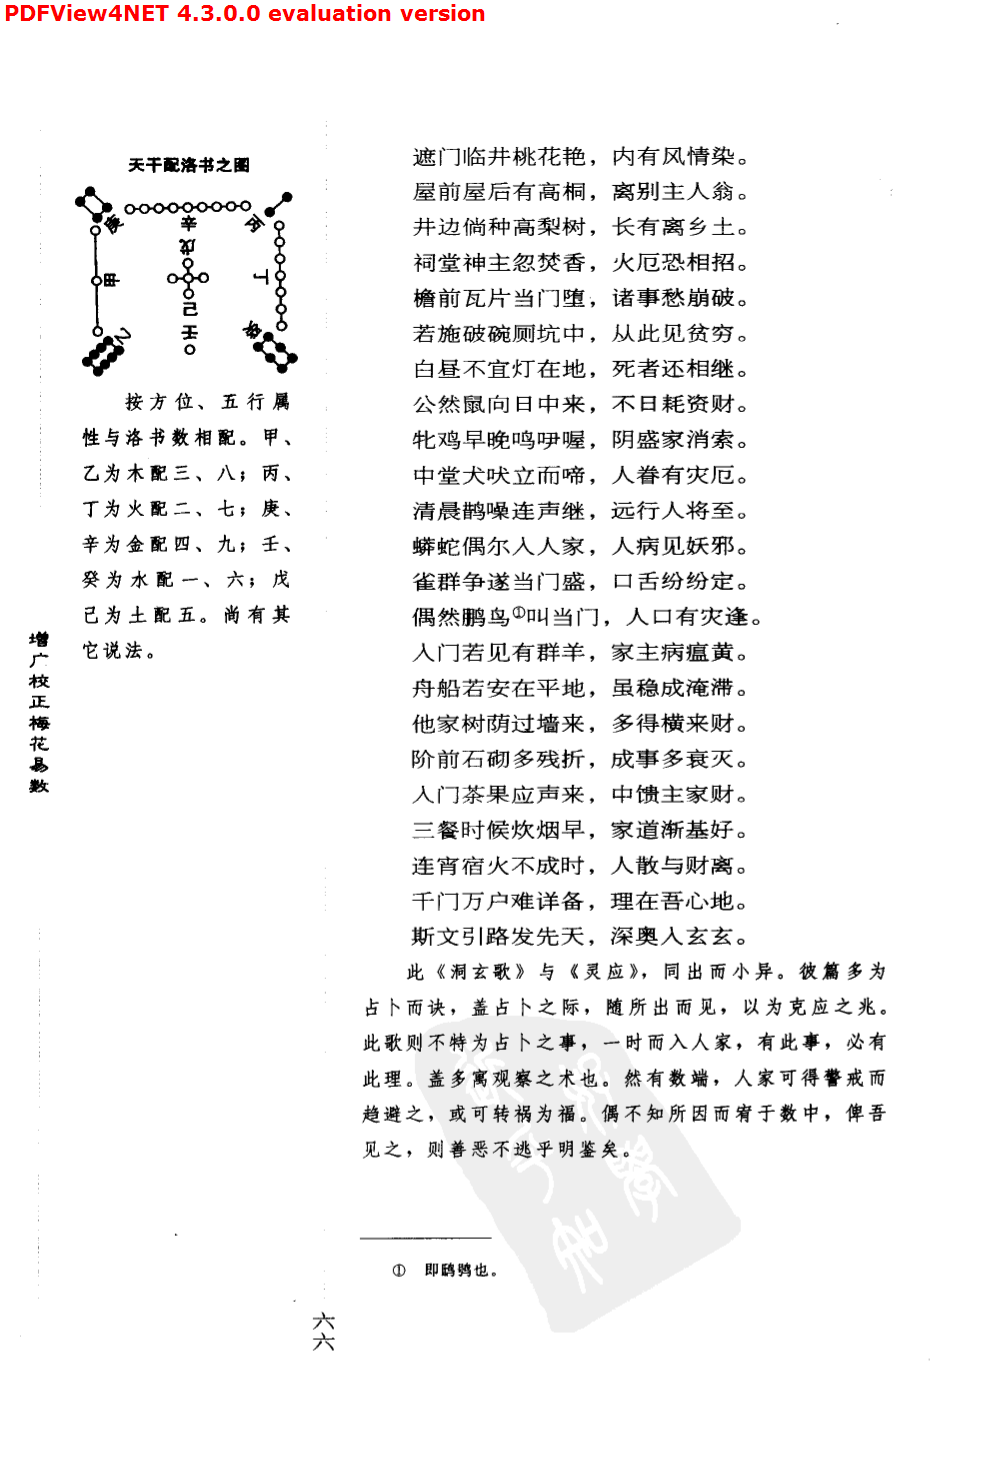 PDFView4NET 4.3.0.0 evaluation version
天干配洛书之图
庚
辛
丙
戊
甲
丁
己
乙
壬
癸
按方位、五行属
性与洛书数相配。甲、
乙为木配三、八；丙、
丁为火配二、七；庚、
辛为金配四、九；壬、
癸为水配一、六；戊
己为土配五。尚有其
它说法。
增广校正梅花易数
遮门临井桃花艳，内有风情染。
屋前屋后有高桐，离别主人翁。
井边倘种高梨树，长有离乡土。
祠堂神主忽焚香，火厄恐相招。
檐前瓦片当门堕，诸事愁崩破。
若施破碗厕坑中，从此见贫穷。
白昼不宜灯在地，死者还相继。
公然鼠向日中来，不日耗资财。
牝鸡早晚鸣咿喔，阴盛家消索。
中堂犬吠立而啼，人眷有灾厄。
清晨鹊噪连声继，远行人将至。
蟒蛇偶尔入人家，人病见妖邪。
雀群争遂当门盛，口舌纷纷定。
偶然鹏鸟①叫当门，人口有灾逢。
入门若见有群羊，家主病瘟黄。
舟船若安在平地，虽稳成淹滞。
他家树荫过墙来，多得横来财。
阶前石砌多残折，成事多衰灭。
入门茶果应声来，中馈主家财。
三餐时候炊烟早，家道渐基好。
连宵宿火不成时，人散与财离。
千门万户难详备，理在吾心地。
斯文引路发先天，深奥入玄玄。
此《洞玄歌》与《灵应》，同出而小异。彼篇多为
占卜而诀，盖占卜之际，随所出而见，以为克应之兆。
此歌则不特为占卜之事，一时而入人家，有此事，必有
此理。盖多寓观察之术也。然有数端，人家可得警戒而
趋避之，或可转祸为福。偶不知所因而宥于数中，俾吾
见之，则善恶不逃乎明鉴矣。
① 即鸱鸮也。
六六